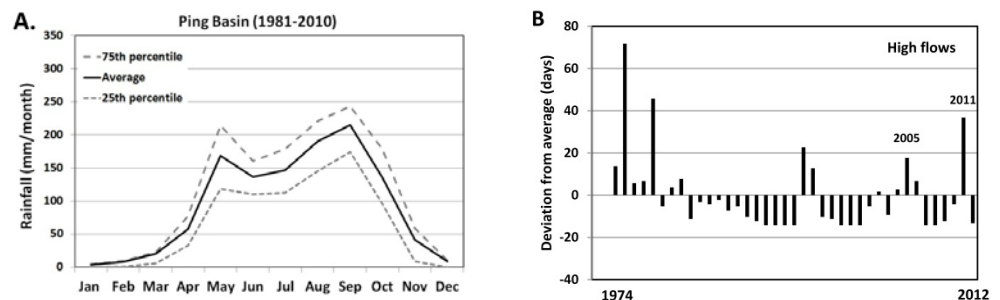 A.
Ping Basin (1981-2010)
350
300
250
200
150
100
50
0
Rainfall (mm/month)
75th percentile
Average
25th percentile
Jan Feb Mar Apr May Jun Jul Aug Sep Oct Nov Dec
B
80
60
40
20
0
-20
-40
Deviation from average (days)
High flows
2011
2005
1974
2012